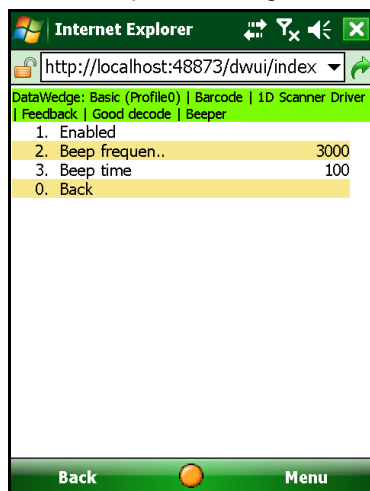 Internet Explorer
http://localhost:48873/dwui/index
DataWedge: Basic (Profile0) | Barcode | 1D Scanner Driver
| Feedback | Good decode | Beeper
1. Enabled
2. Beep frequen.. 3000
3. Beep time 100
0. Back
Back Menu